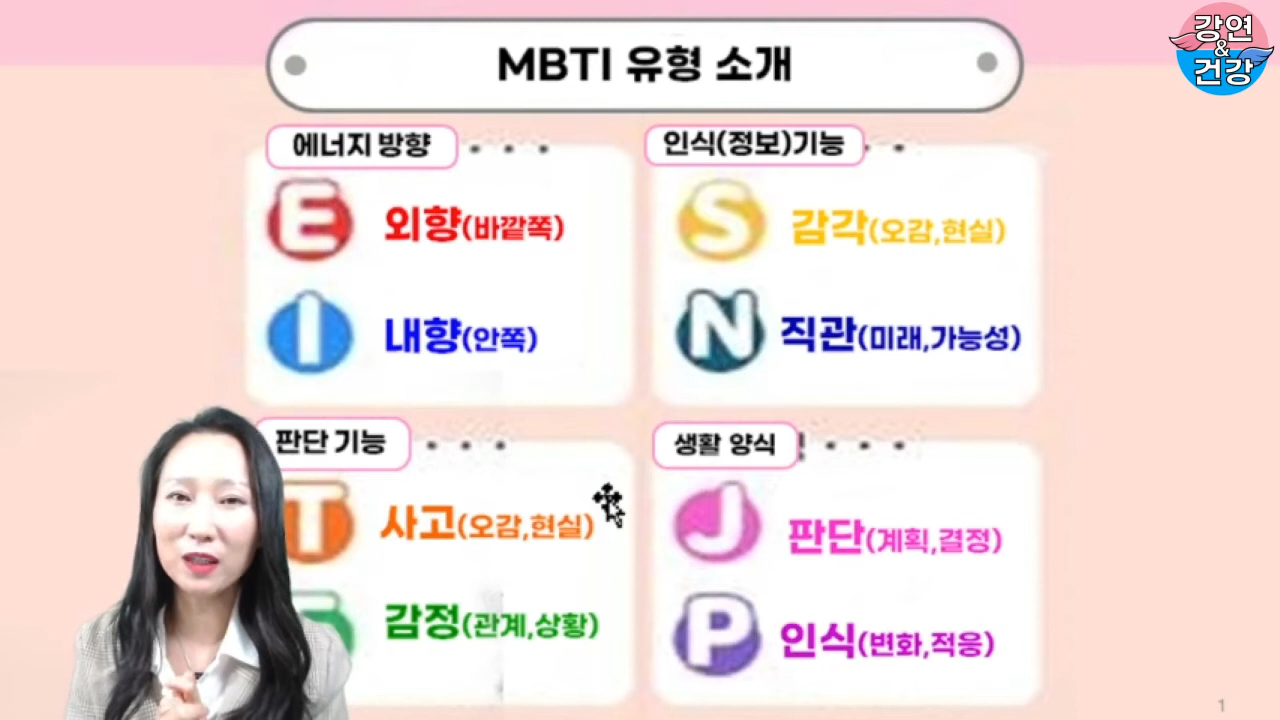 MBTI 유형 소개
강연
&
건강
에너지 방향
E 외향(바깥쪽)
I 내향(안쪽)
인식(정보)기능
S 감각(오감,현실)
N 직관(미래,가능성)
판단 기능
T 사고(오감,현실)
감정(관계,상황)
생활 양식
J 판단(계획,결정)
P 인식(변화,적응)
1